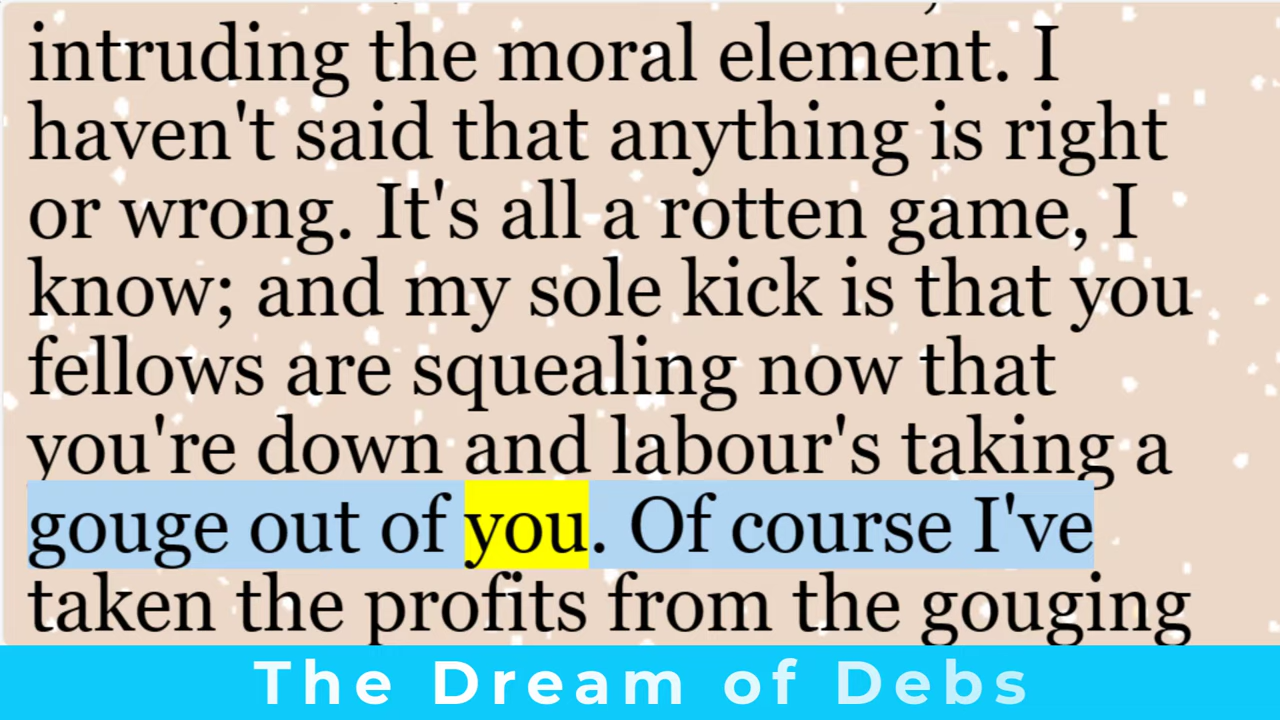 intruding the moral element. I
haven't said that anything is right
or wrong. It's all a rotten game, I
know; and my sole kick is that you
fellows are squealing now that
you're down and labour's taking a
gouge out of you. Of course I've
taken the profits from the gouging
The Dream of Debs